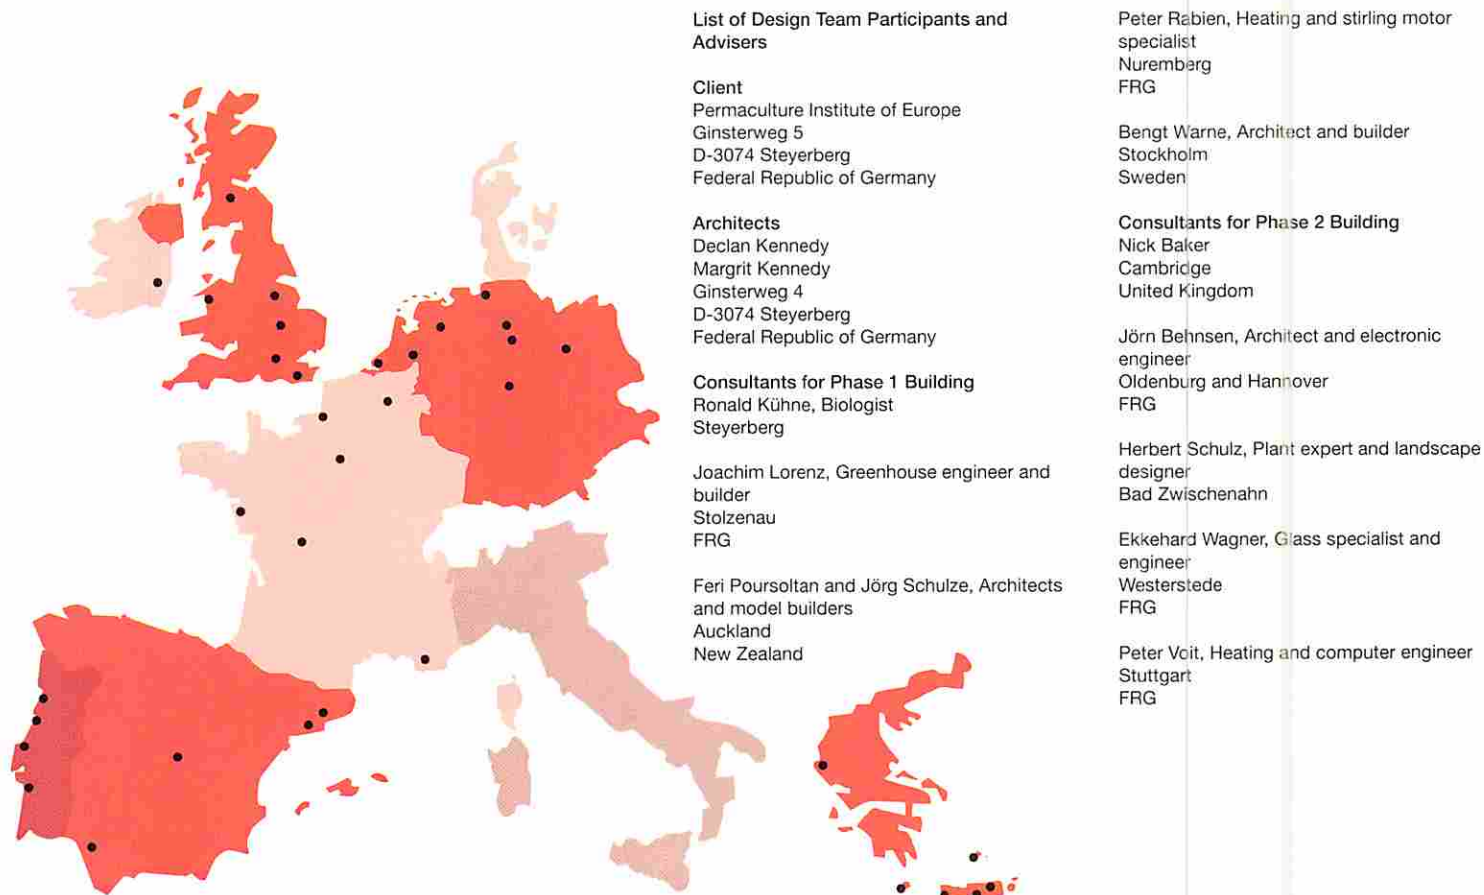 List of Design Team Participants and
Advisers
Client
Permaculture Institute of Europe
Ginsterweg 5
D-3074 Steyerberg
Federal Republic of Germany
Architects
Declan Kennedy
Margrit Kennedy
Ginsterweg 4
D-3074 Steyerberg
Federal Republic of Germany
Consultants for Phase 1 Building
Ronald Kühne, Biologist
Steyerberg
Joachim Lorenz, Greenhouse engineer and
builder
Stolzenau
FRG
Feri Poursoltan and Jörg Schulze, Architects
and model builders
Auckland
New Zealand
Peter Rabien, Heating and stirling motor
specialist
Nuremberg
FRG
Bengt Warne, Architect and builder
Stockholm
Sweden
Consultants for Phase 2 Building
Nick Baker
Cambridge
United Kingdom
Jörn Behnsen, Architect and electronic
engineer
Oldenburg and Hannover
FRG
Herbert Schulz, Plant expert and landscape
designer
Bad Zwischenahn
Ekkehard Wagner, Glass specialist and
engineer
Westerstede
FRG
Peter Voit, Heating and computer engineer
Stuttgart
FRG